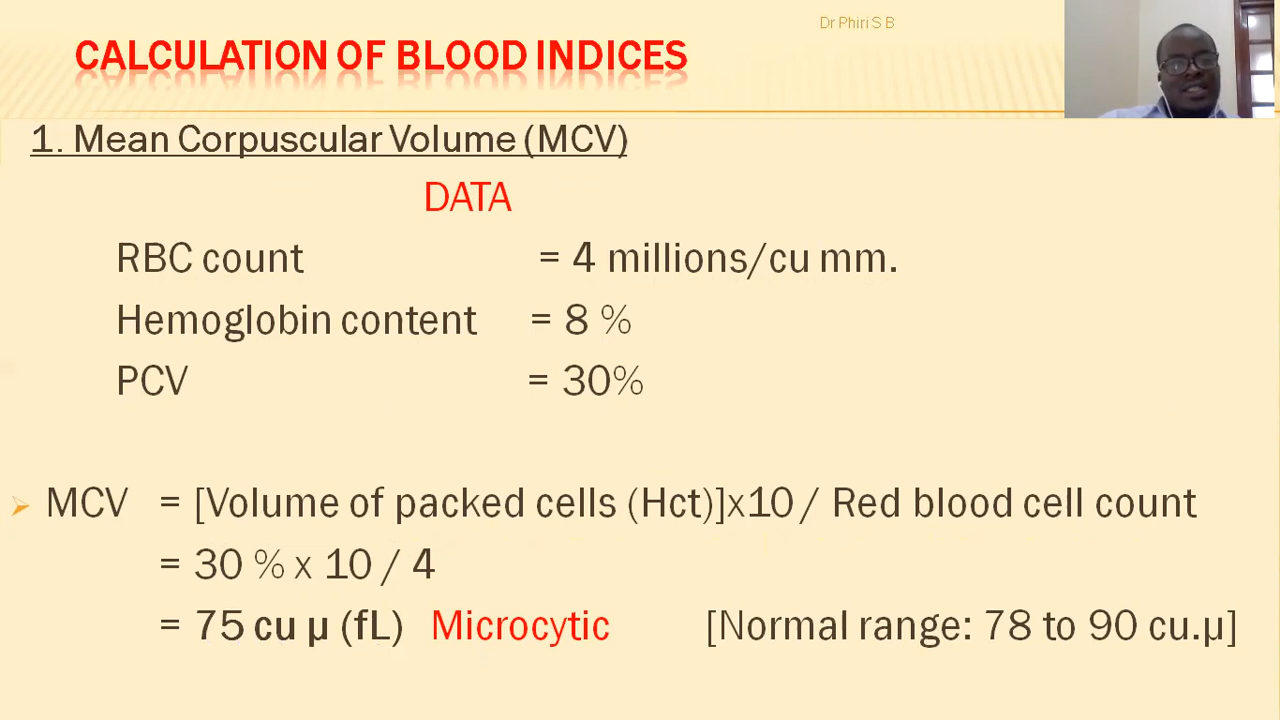 Dr Phiri S B
CALCULATION OF BLOOD INDICES
1. Mean Corpuscular Volume (MCV)
DATA
RBC count = 4 millions/cu mm.
Hemoglobin content = 8 %
PCV = 30%
➢ MCV = [Volume of packed cells (Hct)]x10 / Red blood cell count
= 30 % x 10 / 4
= 75 cu µ (fL) Microcytic [Normal range: 78 to 90 cu.µ]